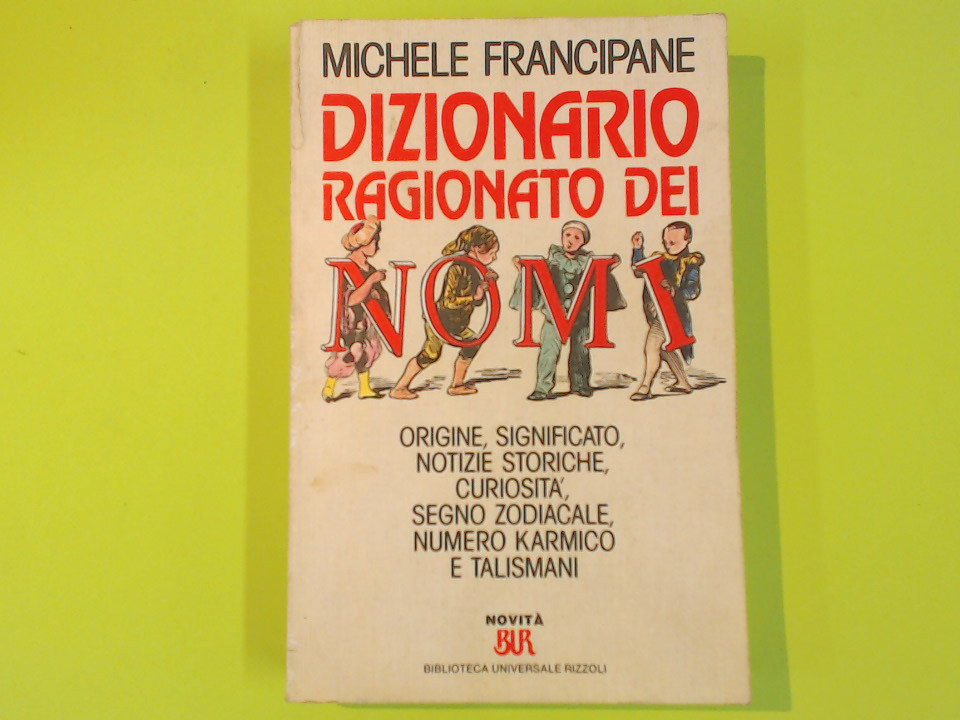 MICHELE FRANCIPANE
DIZIONARIO
RAGIONATO DEI
NOMI
ORIGINE, SIGNIFICATO,
NOTIZIE STORICHE,
CURIOSITA',
SEGNO ZODIACALE,
NUMERO KARMICO
E TALISMANI
NOVITÀ
BUR
BIBLIOTECA UNIVERSALE RIZZOLI